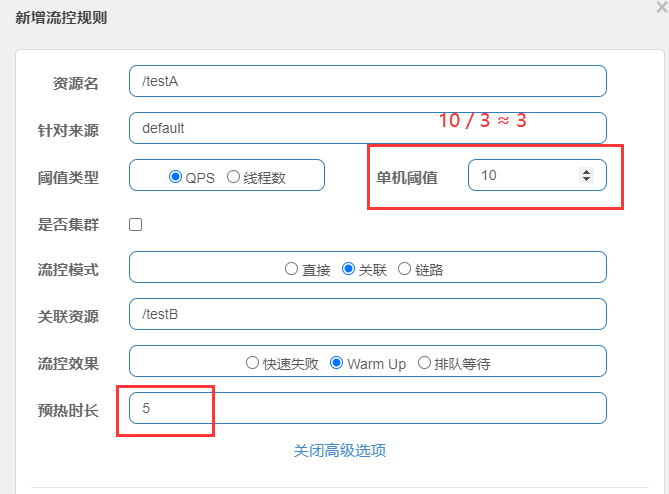 新增流控规则
资源名 /testA
10 / 3 ≈ 3
针对来源 default
阈值类型 QPS 线程数 单机阈值 10
是否集群
流控模式 直接 关联 链路
关联资源 /testB
流控效果 快速失败 Warm Up 排队等待
预热时长 5
关闭高级选项